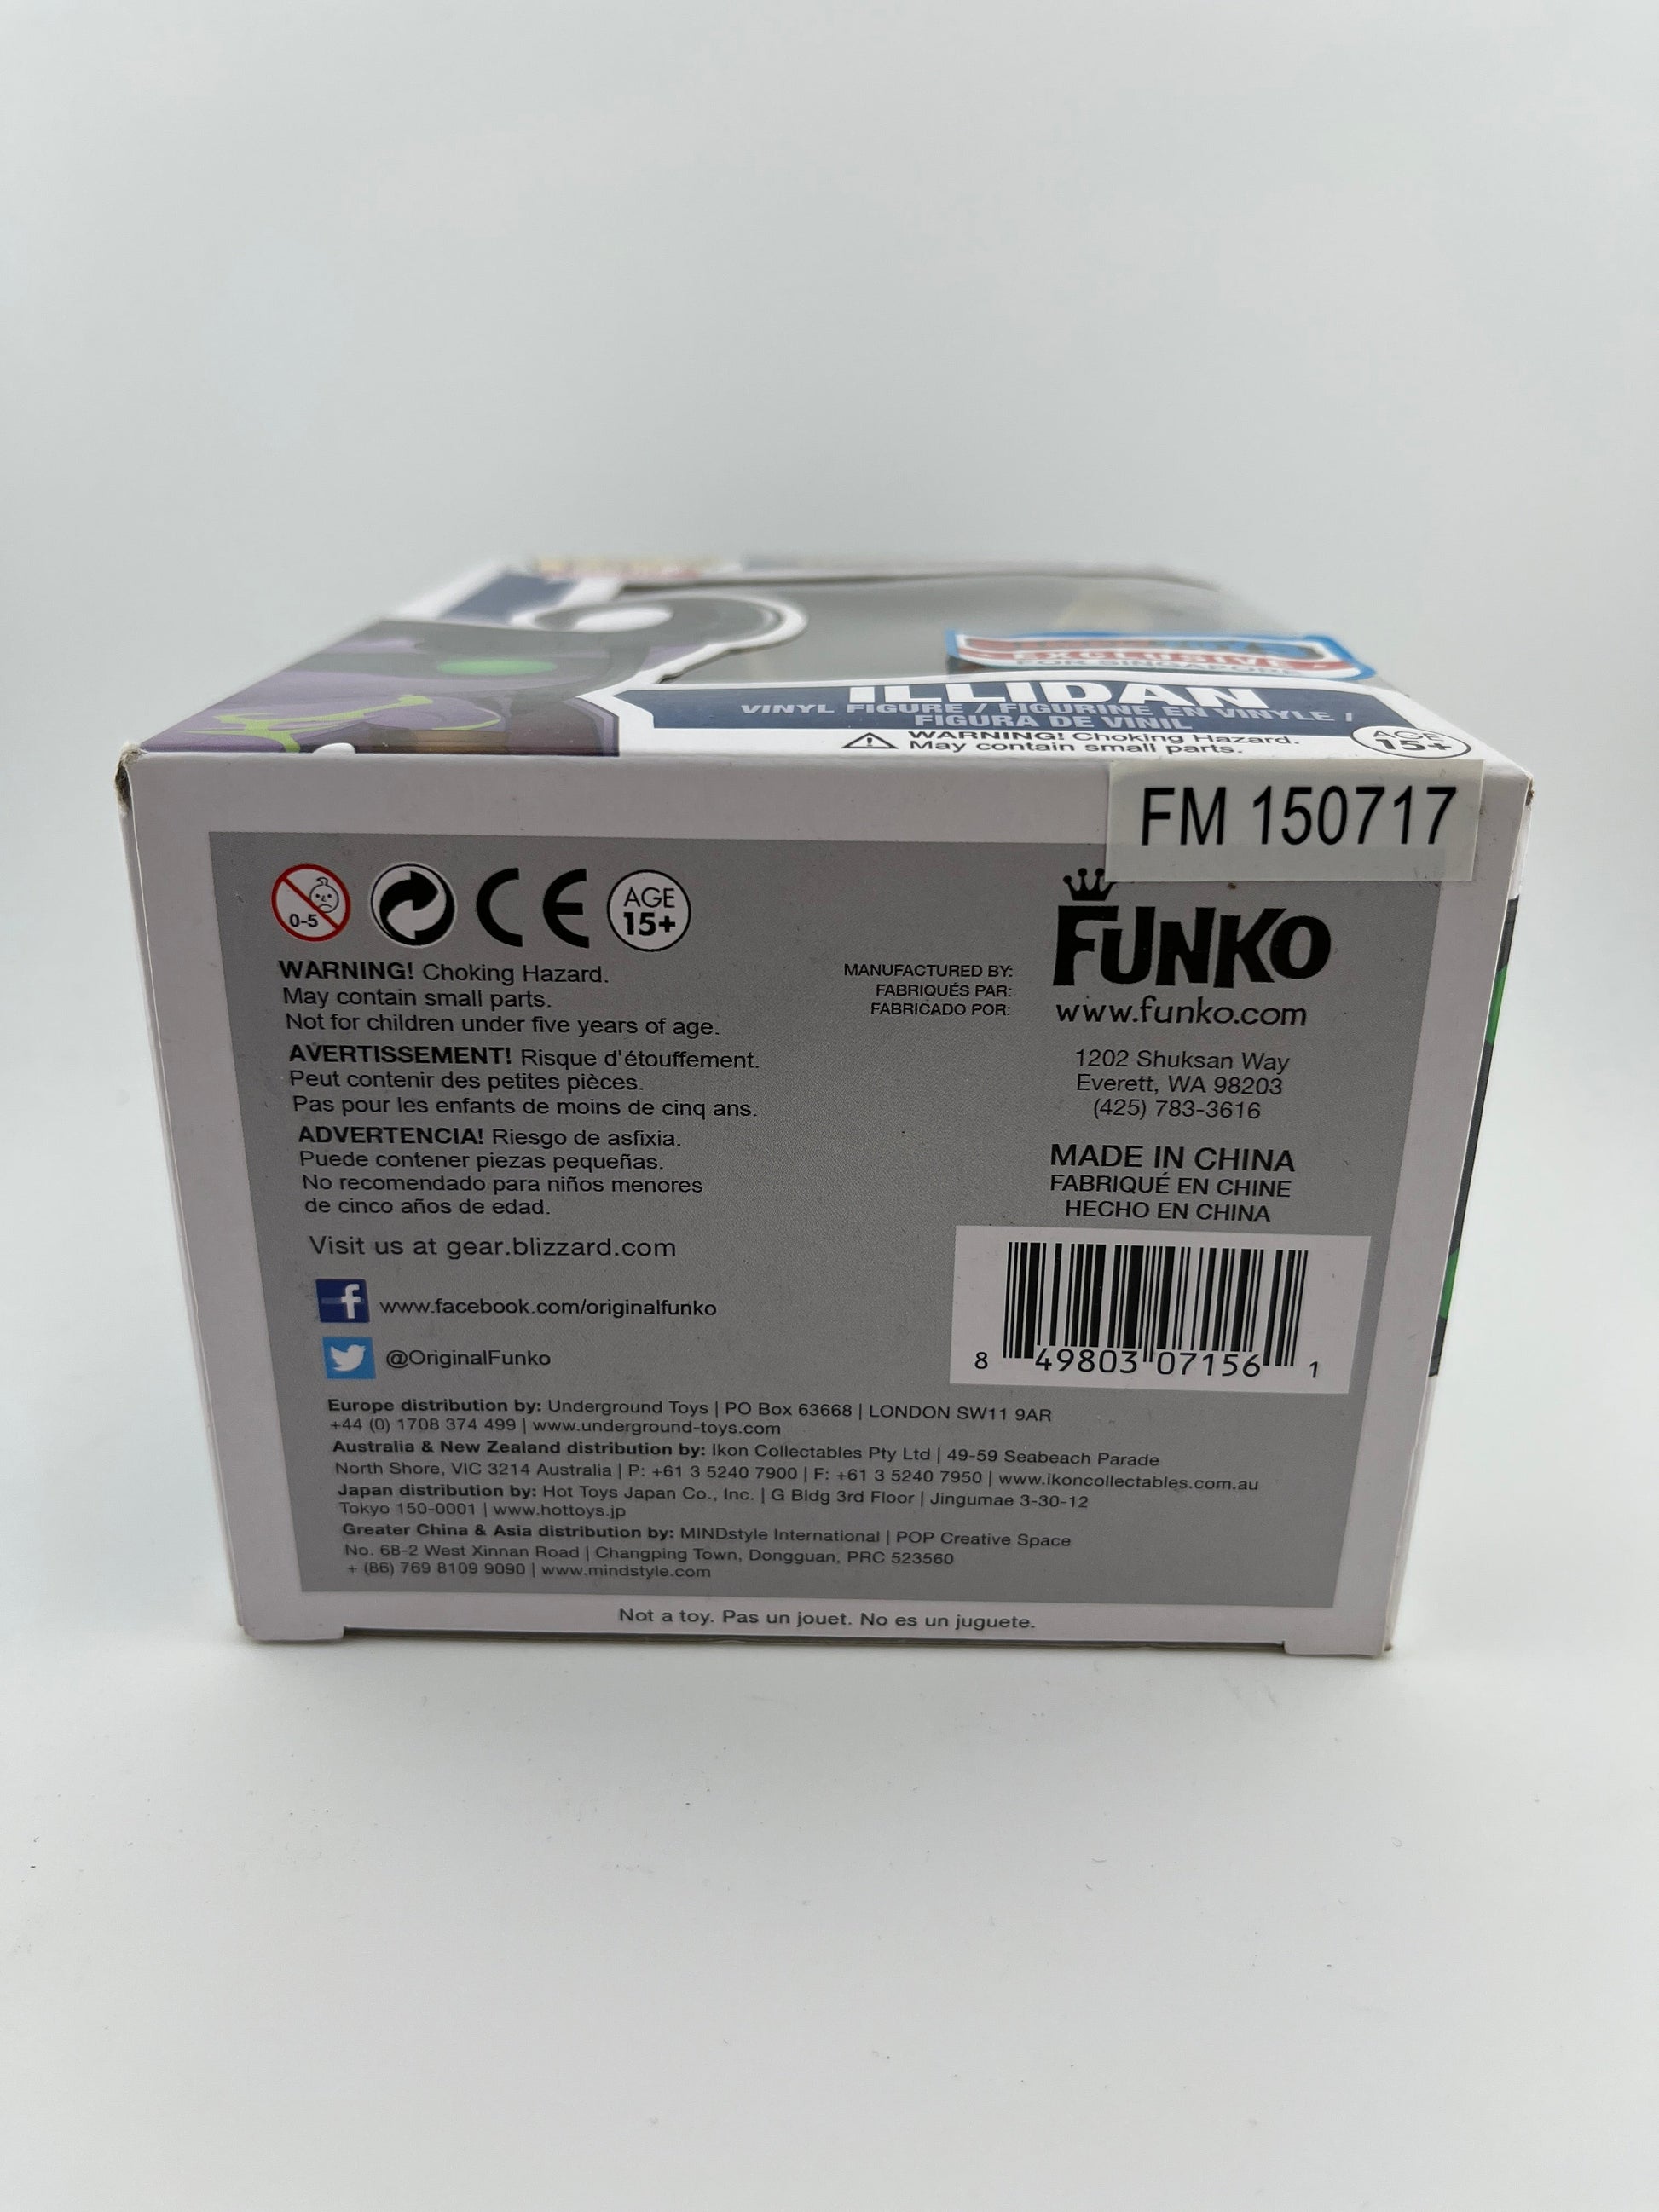 EXCLUSIVE
FOR SINGAPORE
ILLIDAN
VINYL FIGURE / FIGURINE EN VINYLE /
FIGURA DE VINIL
WARNING! Choking Hazard.
May contain small parts.
AGE
15+
FM 150717
0-5
CE
AGE
15+
WARNING! Choking Hazard.
May contain small parts.
Not for children under five years of age.
AVERTISSEMENT! Risque d'étouffement.
Peut contenir des petites pièces.
Pas pour les enfants de moins de cinq ans.
ADVERTENCIA! Riesgo de asfixia.
Puede contener piezas pequeñas.
No recomendado para niños menores
de cinco años de edad.
Visit us at gear.blizzard.com
f www.facebook.com/originalfunko
@OriginalFunko
MANUFACTURED BY:
FABRIQUÉS PAR:
FABRICADO POR:
FUNKO
www.funko.com
1202 Shuksan Way
Everett, WA 98203
(425) 783-3616
MADE IN CHINA
FABRIQUÉ EN CHINE
HECHO EN CHINA
8 49803 07156 1
Europe distribution by: Underground Toys | PO Box 63668 | LONDON SW11 9AR
+44 (0) 1708 374 499 | www.underground-toys.com
Australia & New Zealand distribution by: Ikon Collectables Pty Ltd | 49-59 Seabeach Parade
North Shore, VIC 3214 Australia | P: +61 3 5240 7900 | F: +61 3 5240 7950 | www.ikoncollectables.com.au
Japan distribution by: Hot Toys Japan Co., Inc. | G Bldg 3rd Floor | Jingumae 3-30-12
Tokyo 150-0001 | www.hottoys.jp
Greater China & Asia distribution by: MINDstyle International | POP Creative Space
No. 68-2 West Xinnan Road | Changping Town, Dongguan, PRC 523560
+ (86) 769 8109 9090 | www.mindstyle.com
Not a toy. Pas un jouet. No es un juguete.